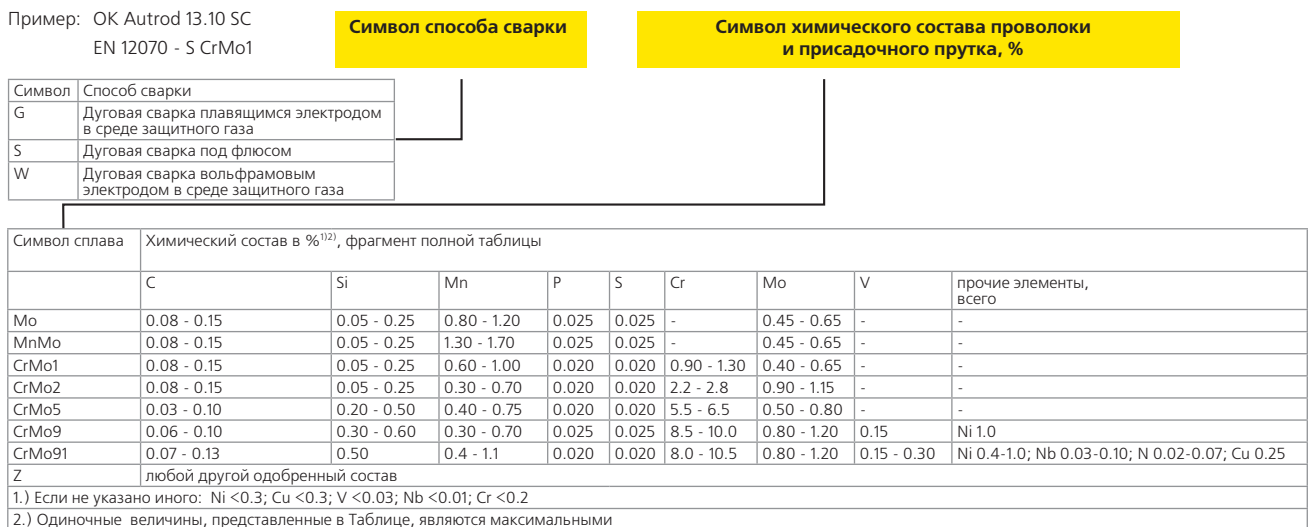 Пример: OK Autrod 13.10 SC
EN 12070 - S CrMo1
Символ способа сварки
Символ химического состава проволоки
и присадочного прутка, %
Символ Способ сварки
G Дуговая сварка плавящимся электродом
в среде защитного газа
S Дуговая сварка под флюсом
W Дуговая сварка вольфрамовым
электродом в среде защитного газа
Символ сплава Химический состав в %1)2), фрагмент полной таблицы
C Si Mn P S Cr Mo V прочие элементы,
всего
Mo 0.08 - 0.15 0.05 - 0.25 0.80 - 1.20 0.025 0.025 - 0.45 - 0.65 - -
MnMo 0.08 - 0.15 0.05 - 0.25 1.30 - 1.70 0.025 0.025 - 0.45 - 0.65 - -
CrMo1 0.08 - 0.15 0.05 - 0.25 0.60 - 1.00 0.020 0.020 0.90 - 1.30 0.40 - 0.65 - -
CrMo2 0.08 - 0.15 0.05 - 0.25 0.30 - 0.70 0.020 0.020 2.2 - 2.8 0.90 - 1.15 - -
CrMo5 0.03 - 0.10 0.20 - 0.50 0.40 - 0.75 0.020 0.020 5.5 - 6.5 0.50 - 0.80 - -
CrMo9 0.06 - 0.10 0.30 - 0.60 0.30 - 0.70 0.025 0.025 8.5 - 10.0 0.80 - 1.20 0.15 Ni 1.0
CrMo91 0.07 - 0.13 0.50 0.4 - 1.1 0.020 0.020 8.0 - 10.5 0.80 - 1.20 0.15 - 0.30 Ni 0.4-1.0; Nb 0.03-0.10; N 0.02-0.07; Cu 0.25
Z любой другой одобренный состав
1.) Если не указано иного: Ni <0.3; Cu <0.3; V <0.03; Nb <0.01; Cr <0.2
2.) Одиночные величины, представленные в Таблице, являются максимальными